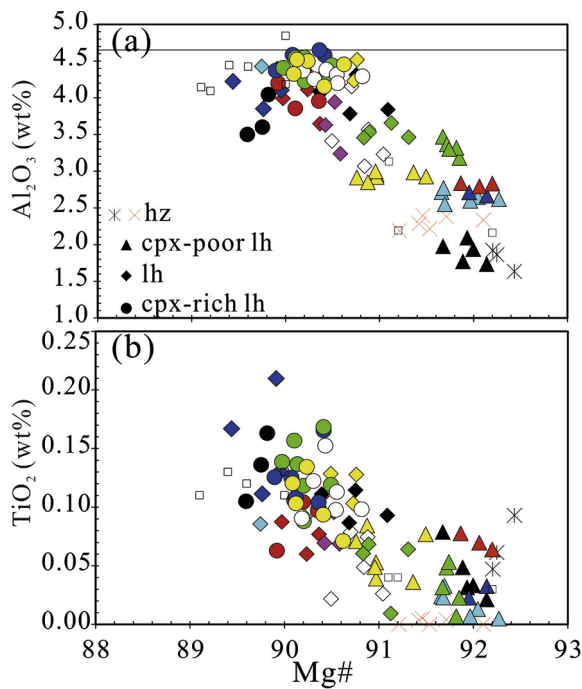 (a)
5.0
4.5
4.0
3.5
3.0
2.5
2.0
1.5
1.0
Al₂O₃ (wt%)
hz
cpx-poor lh
lh
cpx-rich lh
(b)
0.25
0.20
0.15
0.10
0.05
0.00
TiO₂ (wt%)
88 89 90 91 92 93
Mg#